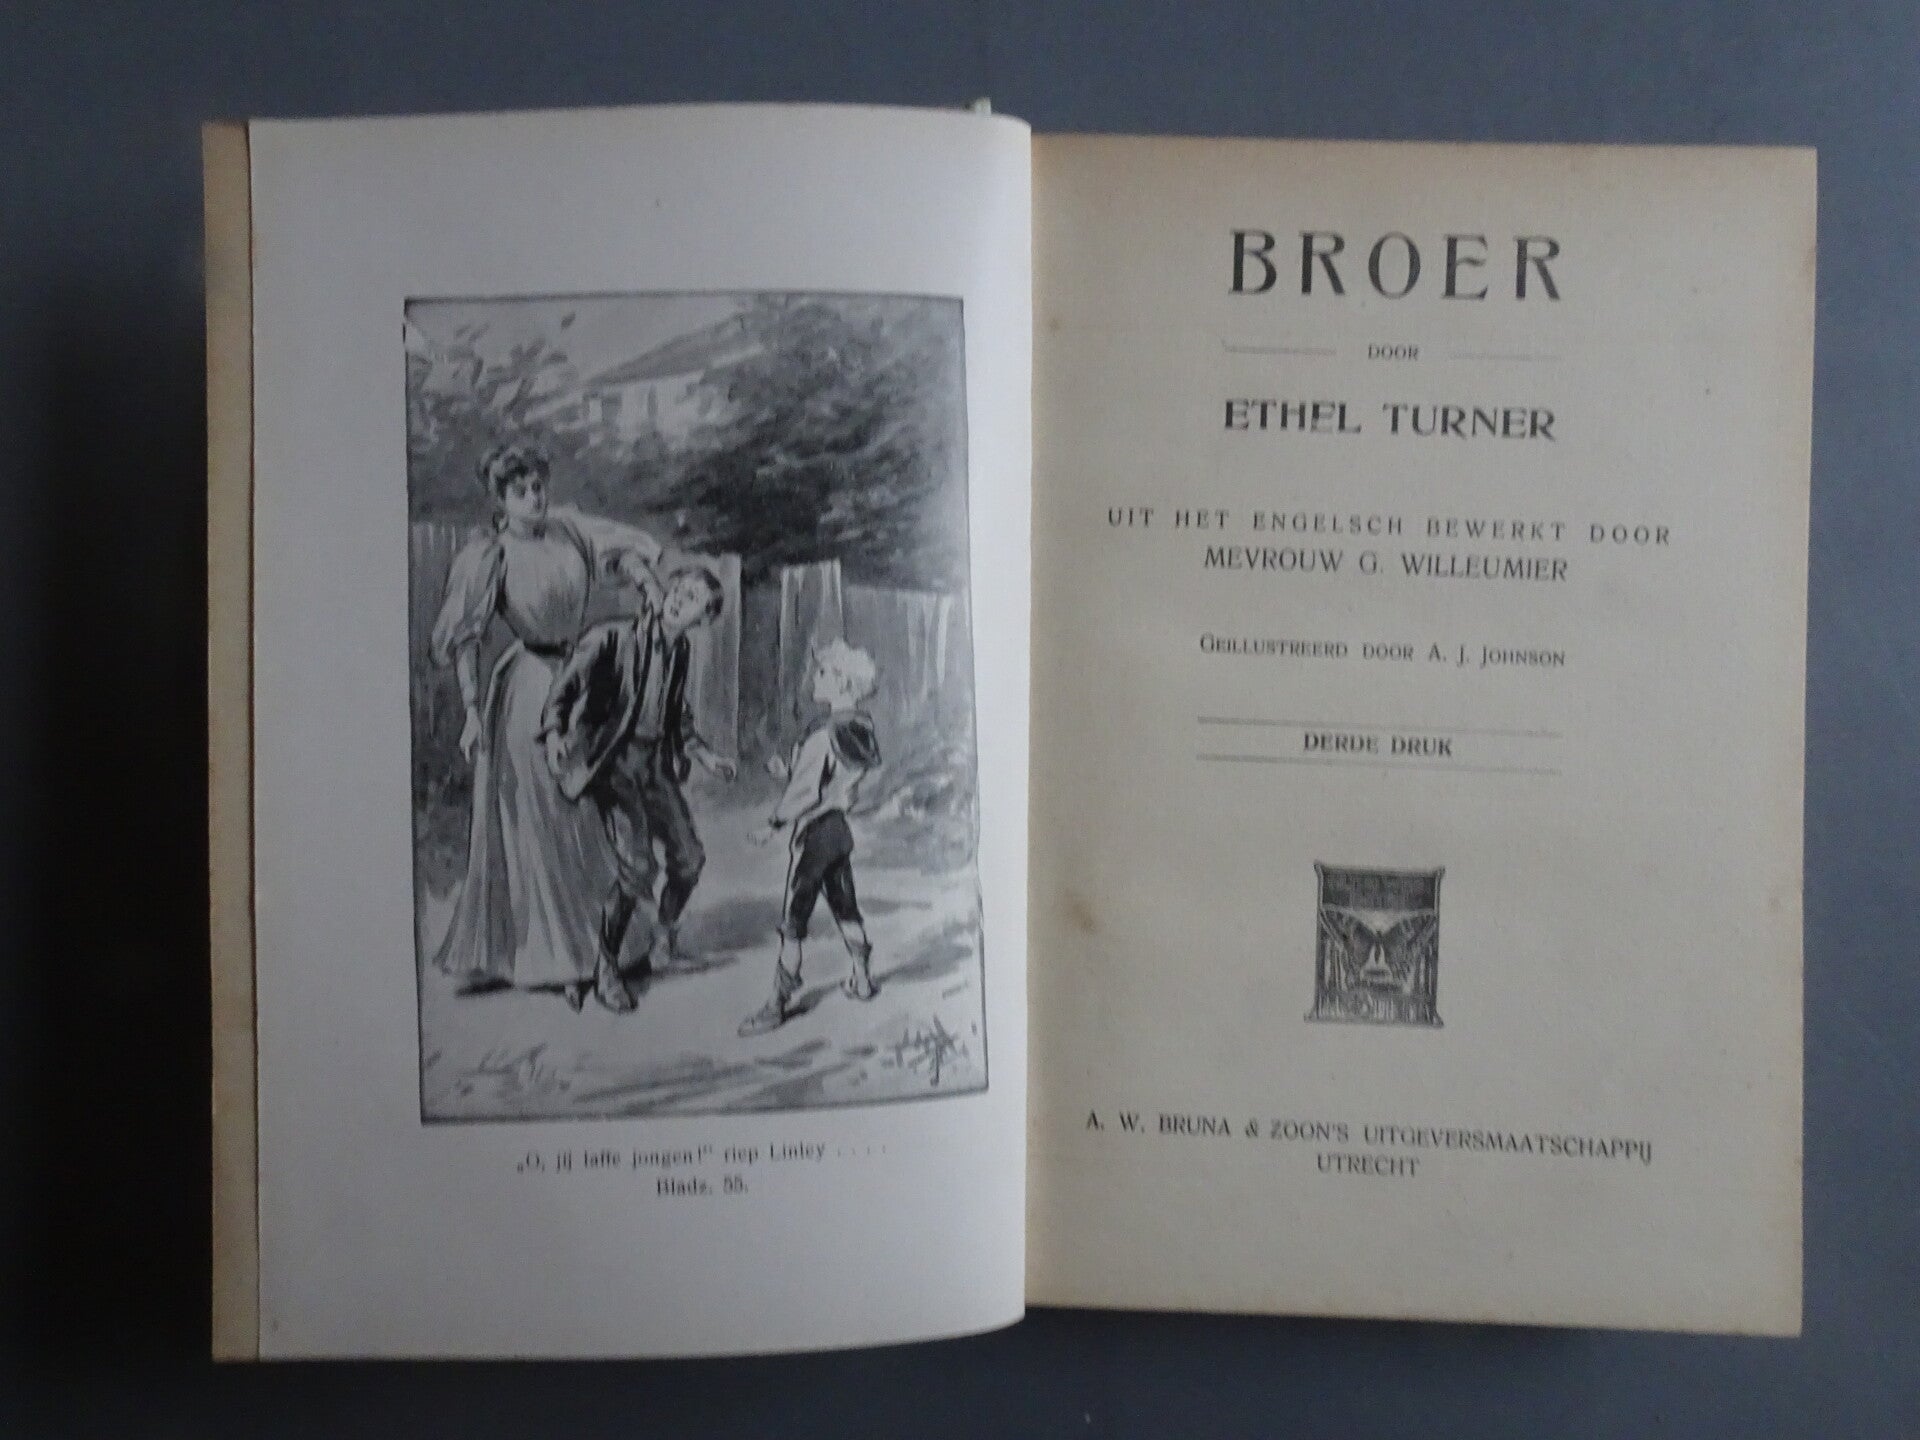 „O, jij laffe jongen!” riep Linley . . . .
Bladz. 55.
BROER
DOOR
ETHEL TURNER
UIT HET ENGELSCH BEWERKT DOOR
MEVROUW G. WILLEUMIER
GEILLUSTREERD DOOR A. J. JOHNSON
DERDE DRUK
A. W. BRUNA & ZOON'S UITGEVERSMAATSCHAPPIJ
UTRECHT